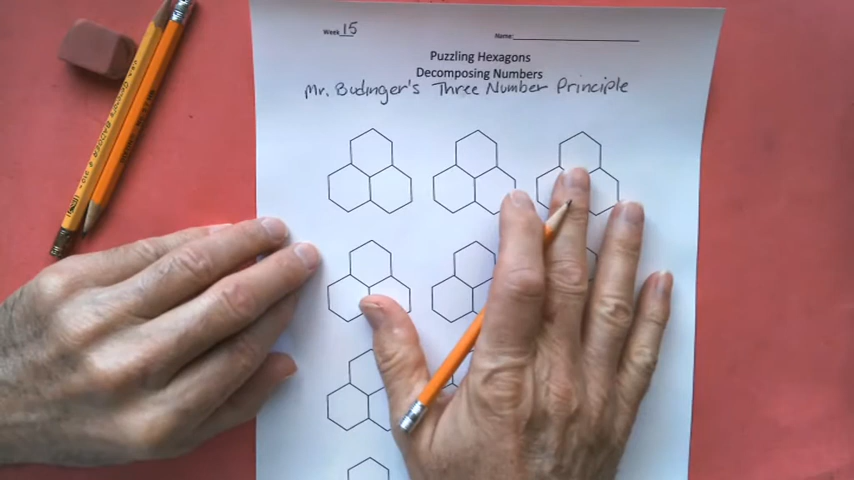 Week 15 Name:
Puzzling Hexagons
Decomposing Numbers
Mr. Budinger's Three Number Principle